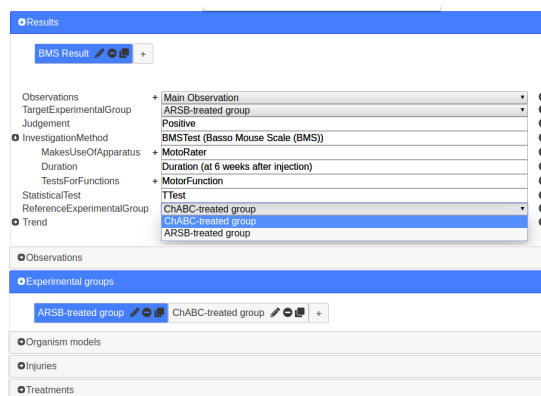 Results
BMS Result +
Observations + Main Observation
TargetExperimentalGroup ARSB-treated group
Judgement Positive
InvestigationMethod BMSTest (Basso Mouse Scale (BMS))
MakesUseOfApparatus + MotoRater
Duration Duration (at 6 weeks after injection)
TestsForFunctions + MotorFunction
StatisticalTest TTest
ReferenceExperimentalGroup ChABC-treated group
ChABC-treated group
Trend
ARSB-treated group
Observations
Experimental groups
ARSB-treated group ChABC-treated group +
Organism models
Injuries
Treatments